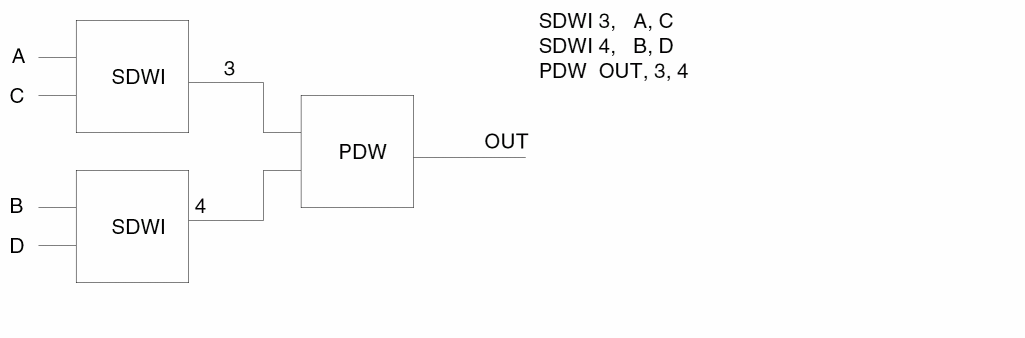 A
C
SDWI
3
B
D
SDWI
4
PDW
OUT
SDWI 3, A, C
SDWI 4, B, D
PDW OUT, 3, 4